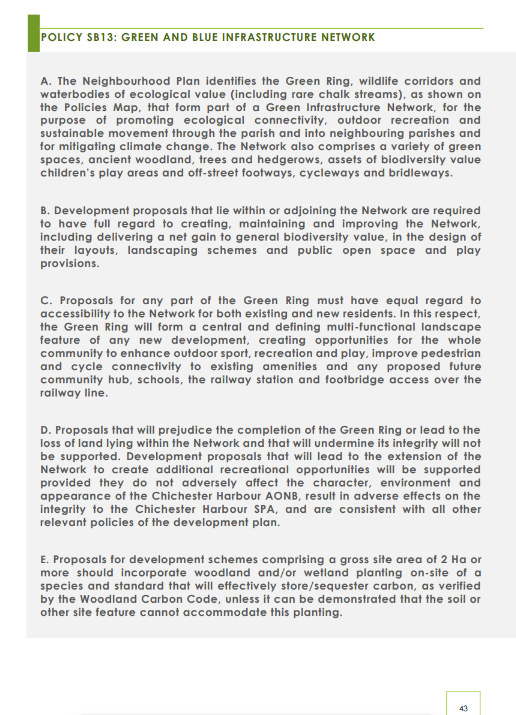 POLICY SB13: GREEN AND BLUE INFRASTRUCTURE NETWORK
A. The Neighbourhood Plan identifies the Green Ring, wildlife corridors and
waterbodies of ecological value (including rare chalk streams), as shown on
the Policies Map, that form part of a Green Infrastructure Network, for the
purpose of promoting ecological connectivity, outdoor recreation and
sustainable movement through the parish and into neighbouring parishes and
for mitigating climate change. The Network also comprises a variety of green
spaces, ancient woodland, trees and hedgerows, assets of biodiversity value
children's play areas and off-street footways, cycleways and bridleways.
B. Development proposals that lie within or adjoining the Network are required
to have full regard to creating, maintaining and improving the Network,
including delivering a net gain to general biodiversity value, in the design of
their layouts, landscaping schemes and public open space and play
provisions.
C. Proposals for any part of the Green Ring must have equal regard to
accessibility to the Network for both existing and new residents. In this respect,
the Green Ring will form a central and defining multi-functional landscape
feature of any new development, creating opportunities for the whole
community to enhance outdoor sport, recreation and play, improve pedestrian
and cycle connectivity to existing amenities and any proposed future
community hub, schools, the railway station and footbridge access over the
railway line.
D. Proposals that will prejudice the completion of the Green Ring or lead to the
loss of land lying within the Network and that will undermine its integrity will not
be supported. Development proposals that will lead to the extension of the
Network to create additional recreational opportunities will be supported
provided they do not adversely affect the character, environment and
appearance of the Chichester Harbour AONB, result in adverse effects on the
integrity to the Chichester Harbour SPA, and are consistent with all other
relevant policies of the development plan.
E. Proposals for development schemes comprising a gross site area of 2 Ha or
more should incorporate woodland and/or wetland planting on-site of a
species and standard that will effectively store/sequester carbon, as verified
by the Woodland Carbon Code, unless it can be demonstrated that the soil or
other site feature cannot accommodate this planting.
43